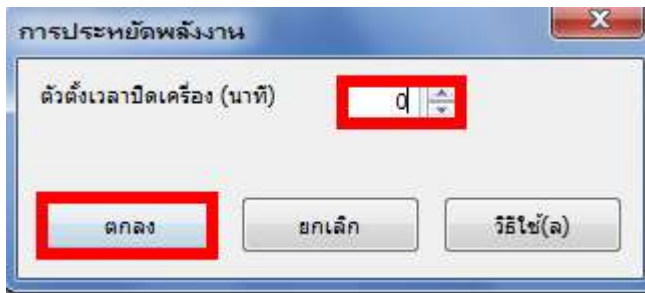 การประหยัดพลังงาน
ตัวตั้งเวลาปิดเครื่อง (นาที) 0
ตกลง ยกเลิก วิธีใช้(ล)